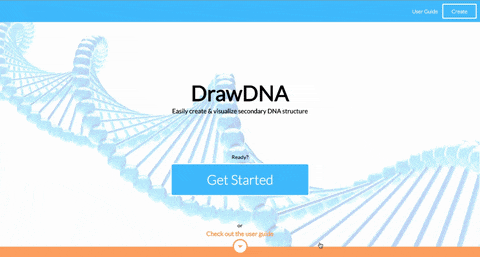 User Guide
Create
DrawDNA
Easily create & visualize secondary DNA structure
Ready?
Get Started
or
Check out the user guide